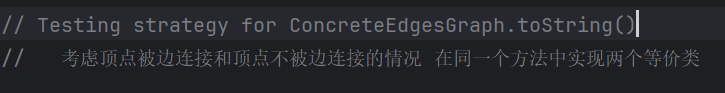 // Testing strategy for ConcreteEdgesGraph.toString()
//   考虑顶点被边连接和顶点不被边连接的情况 在同一个方法中实现两个等价类